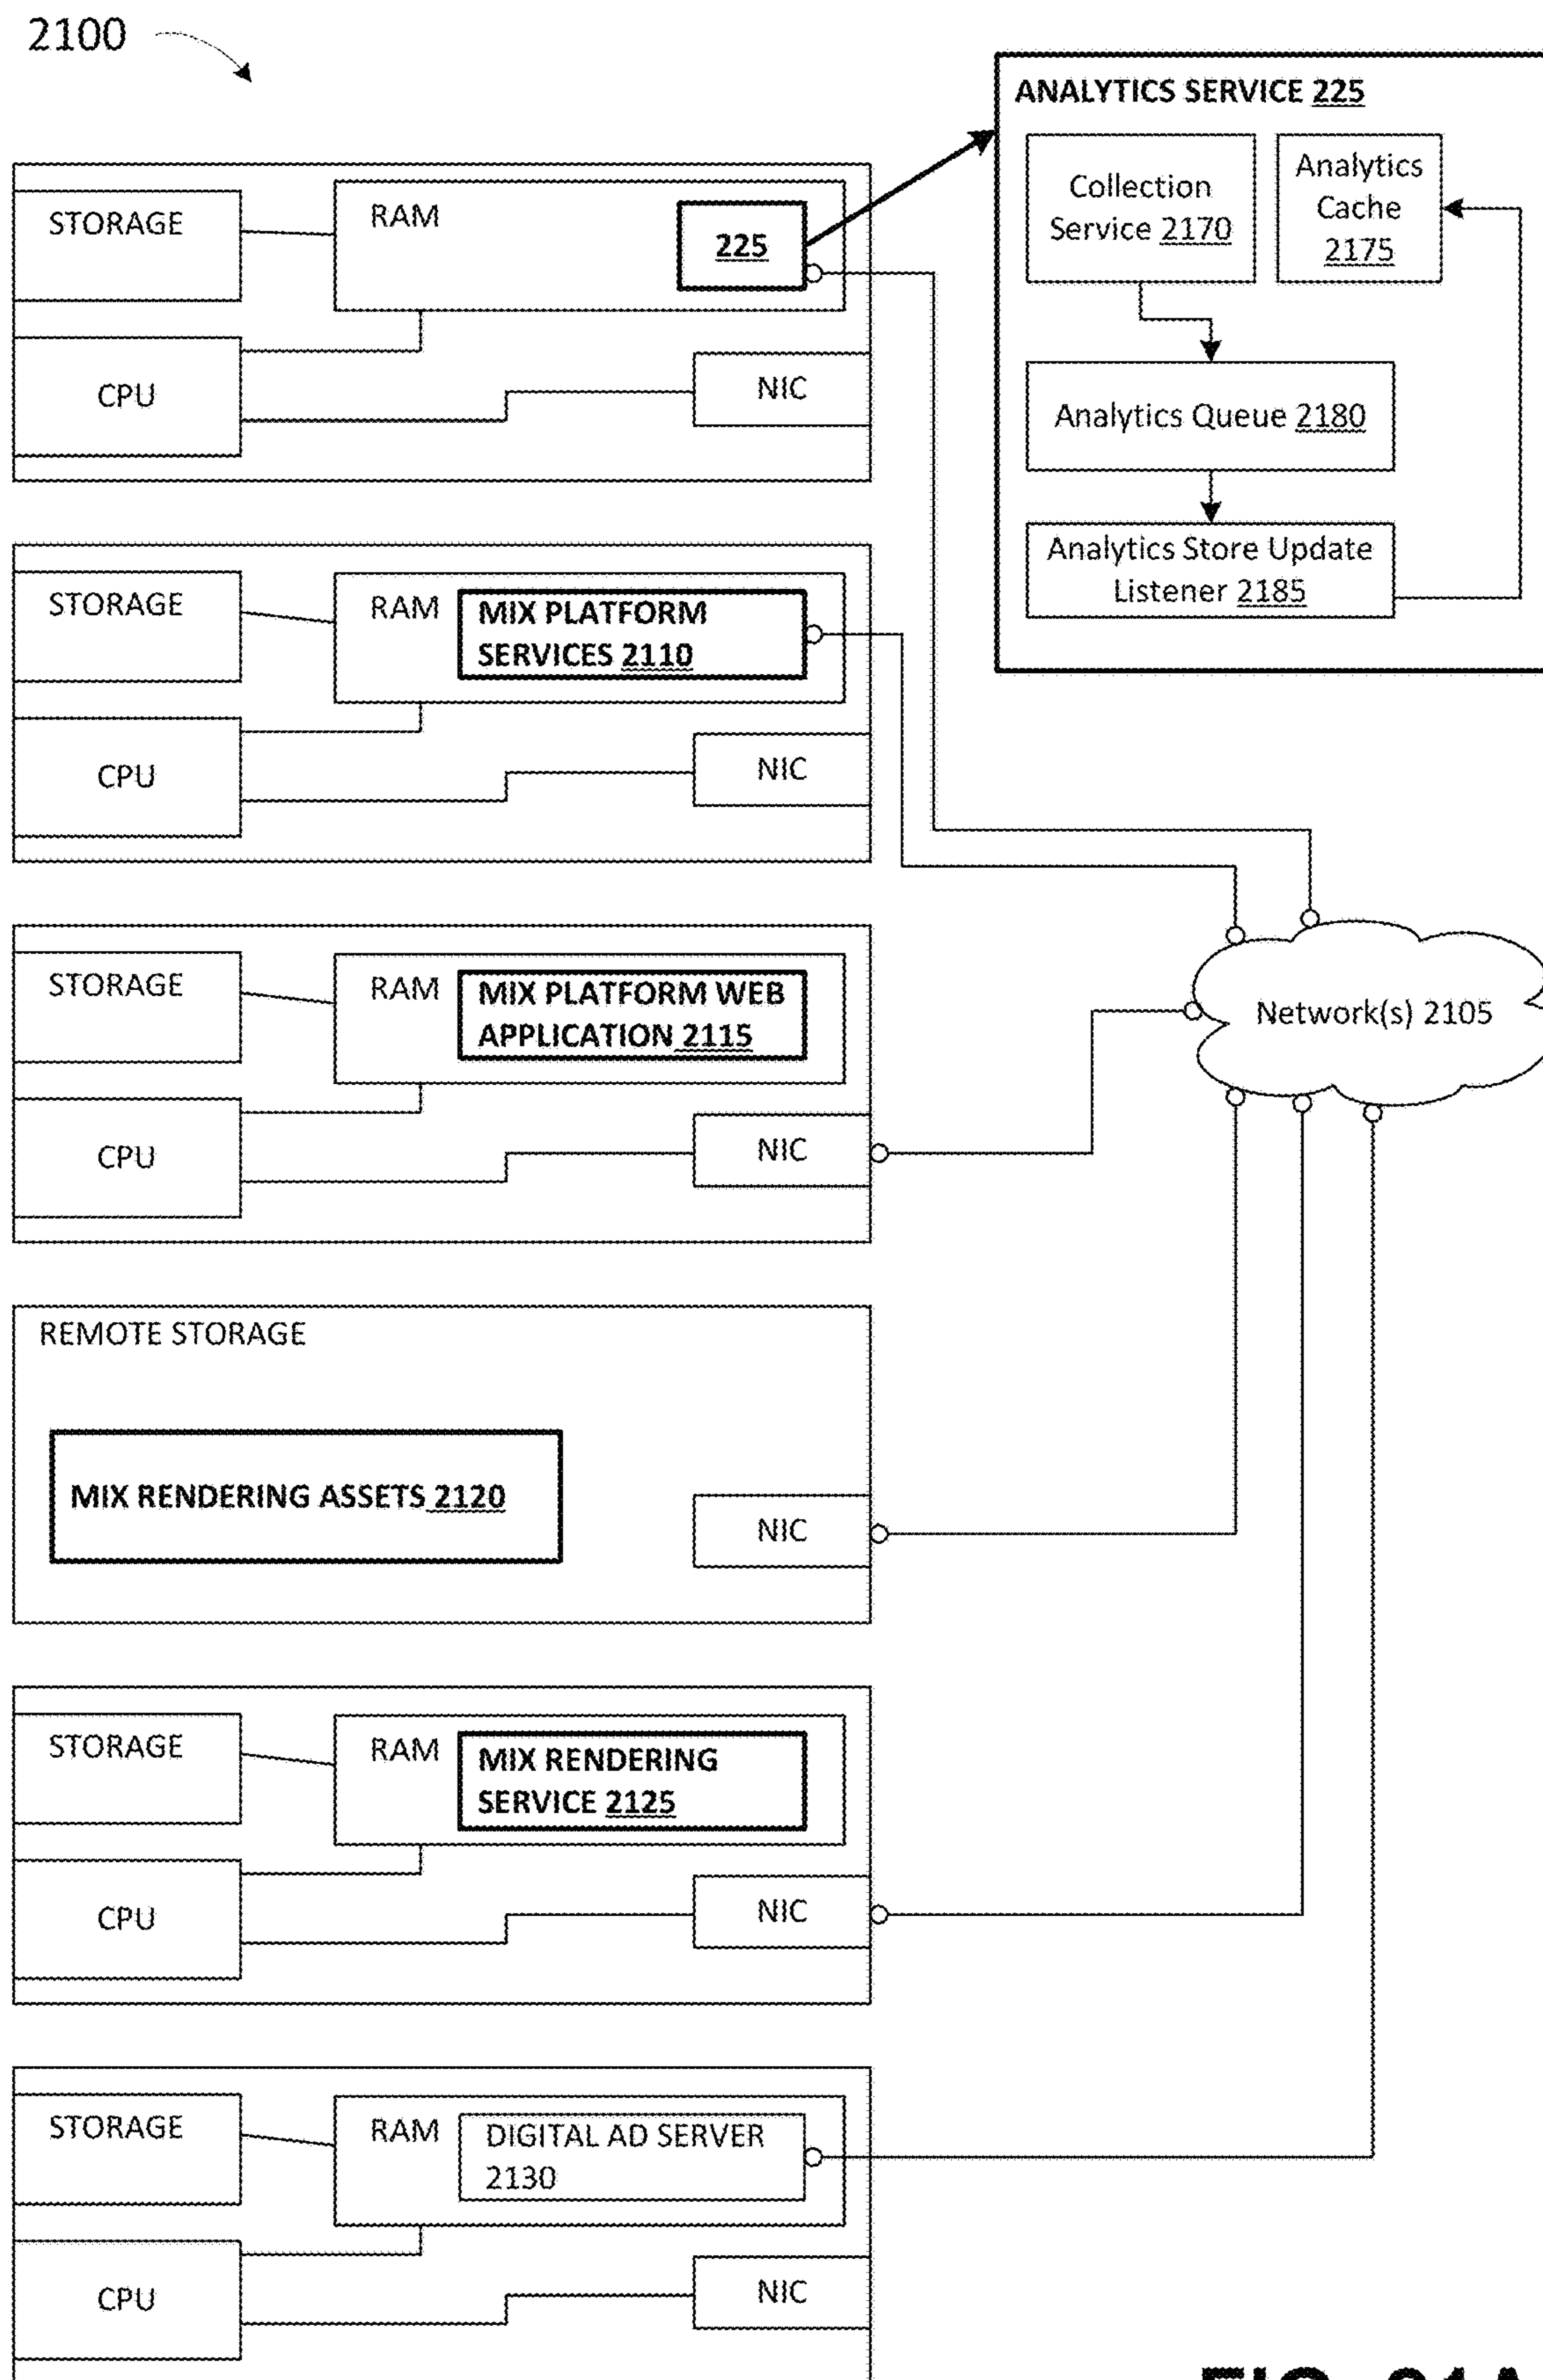 2100
ANALYTICS SERVICE 225
Collection
Service 2170
Analytics
Cache
2175
Analytics Queue 2180
Analytics Store Update
Listener 2185
STORAGE
RAM
225
CPU
NIC
STORAGE
RAM
MIX PLATFORM
SERVICES 2110
CPU
NIC
STORAGE
RAM
MIX PLATFORM WEB
APPLICATION 2115
CPU
NIC
Network(s) 2105
REMOTE STORAGE
MIX RENDERING ASSETS 2120
NIC
STORAGE
RAM
MIX RENDERING
SERVICE 2125
CPU
NIC
STORAGE
RAM
DIGITAL AD SERVER
2130
CPU
NIC